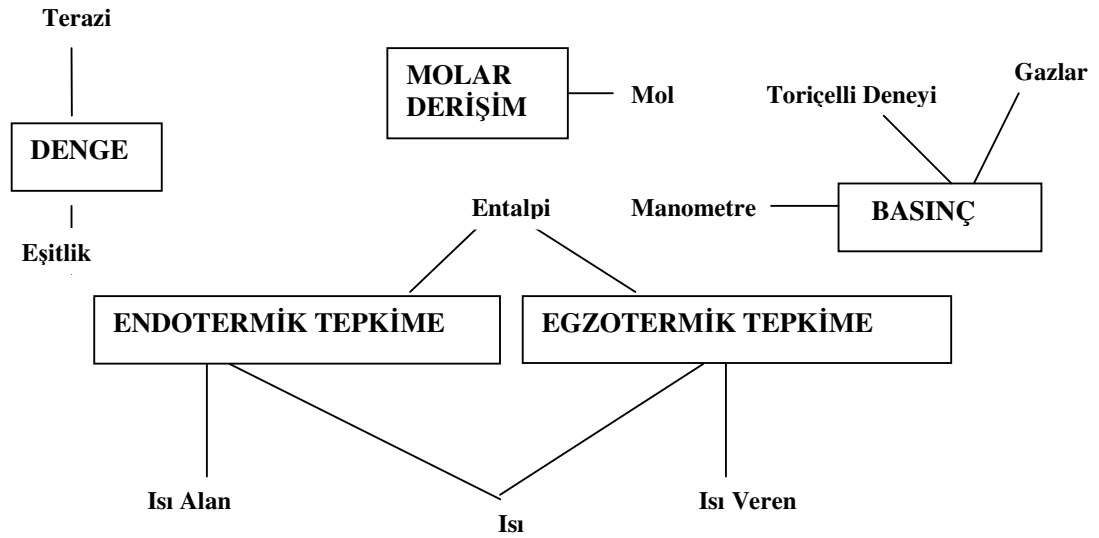 Terazi
MOLAR
DERİŞİM
Mol
Toriçelli Deneyi
Gazlar
DENGE
Entalpi
Manometre
BASINÇ
Eşitlik
ENDOTERMİK TEPKİME
EGZOTERMİK TEPKİME
Isı Alan
Isı
Isı Veren